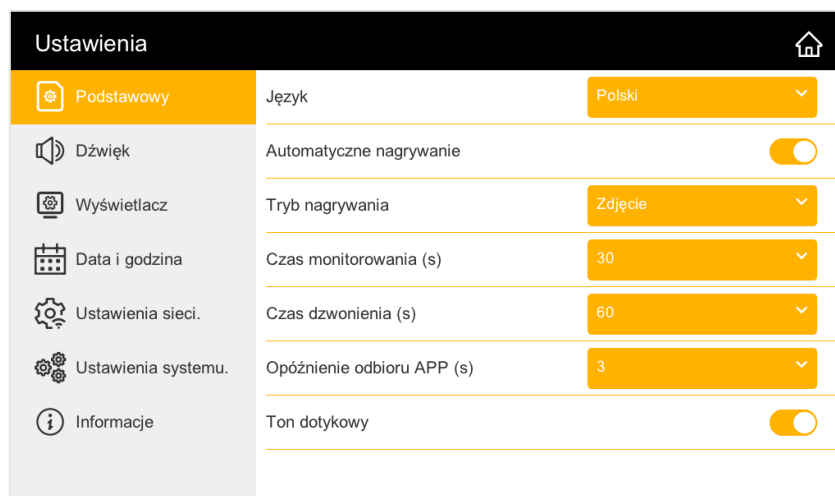 Ustawienia
Podstawowy
Język
Polski
Dźwięk
Automatyczne nagrywanie
Wyświetlacz
Tryb nagrywania
Zdjęcie
Data i godzina
Czas monitorowania (s)
30
Ustawienia sieci.
Czas dzwonienia (s)
60
Ustawienia systemu.
Opóźnienie odbioru APP (s)
3
Informacje
Ton dotykowy